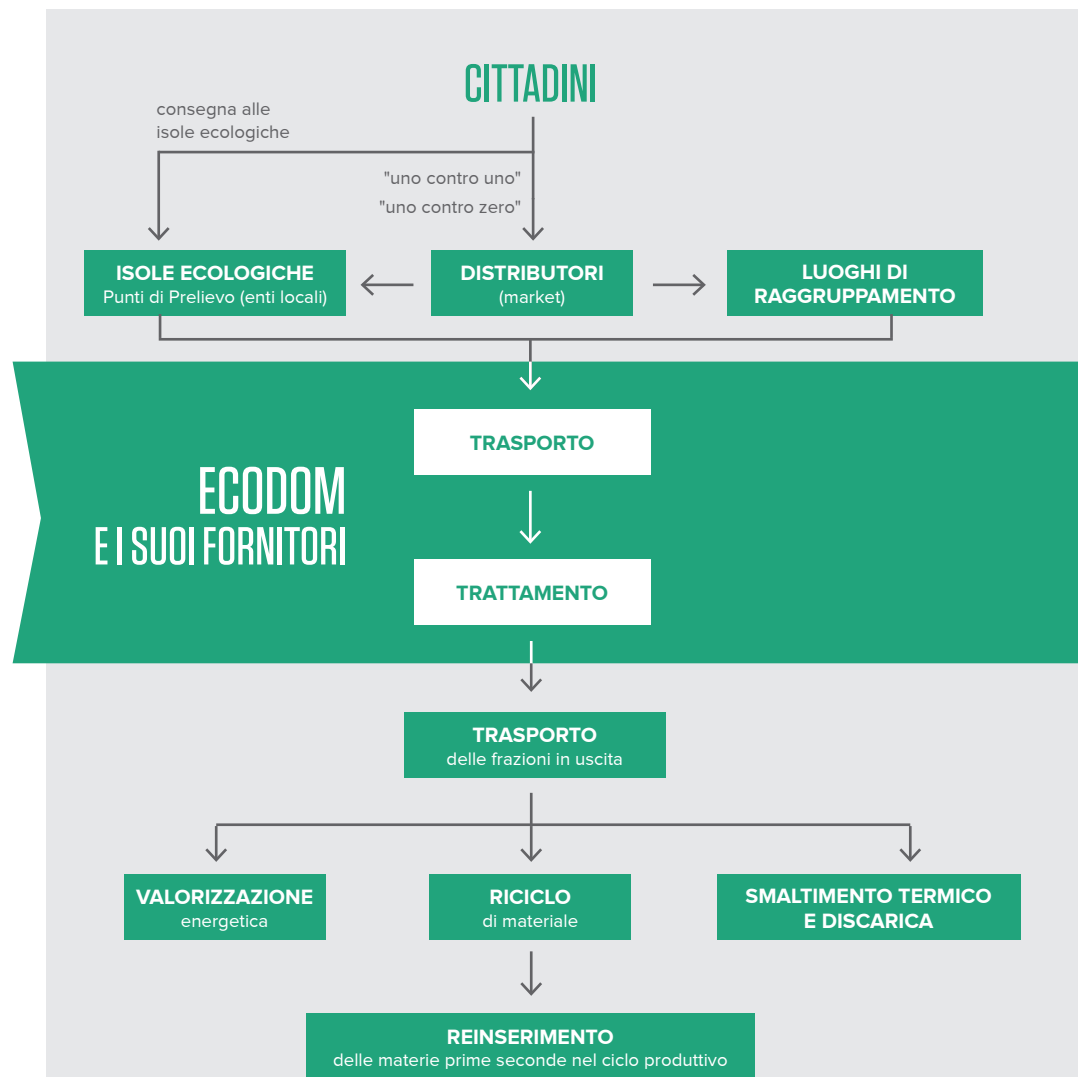 CITTADINI
consegna alle
isole ecologiche
"uno contro uno"
"uno contro zero"
ISOLE ECOLOGICHE
Punti di Prelievo (enti locali)
DISTRIBUTORI
(market)
LUOGHI DI
RAGGRUPPAMENTO
TRASPORTO
ECODOM
E I SUOI FORNITORI
TRATTAMENTO
TRASPORTO
delle frazioni in uscita
VALORIZZAZIONE
energetica
RICICLO
di materiale
SMALTIMENTO TERMICO
E DISCARICA
REINSERIMENTO
delle materie prime seconde nel ciclo produttivo